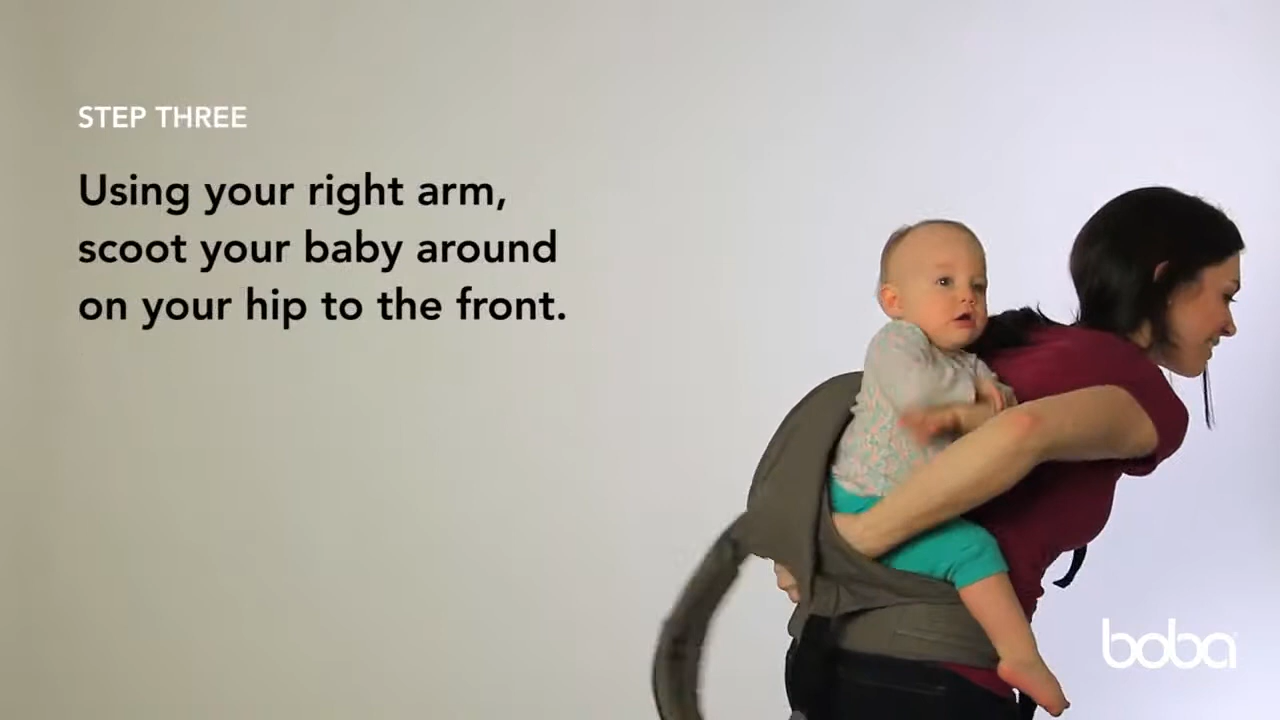 STEP THREE
Using your right arm,
scoot your baby around
on your hip to the front.
boba